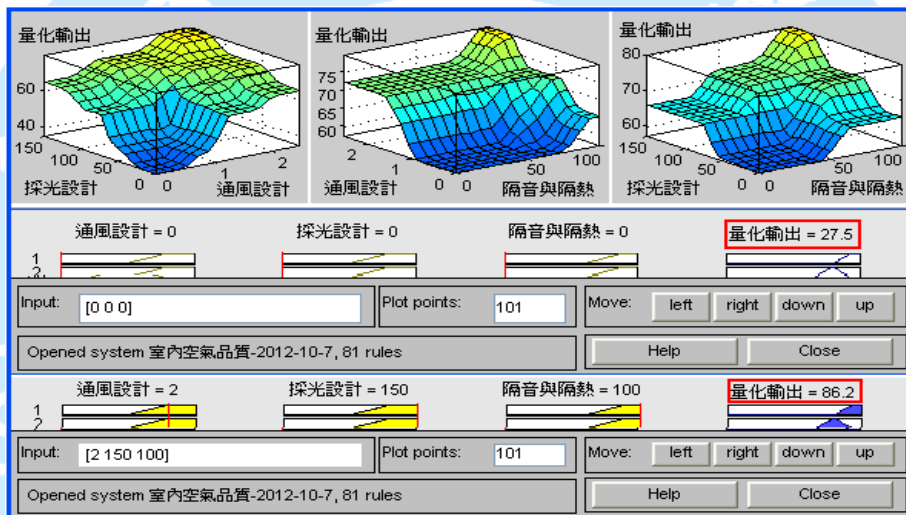 量化輸出 量化輸出 量化輸出
80
75
60 70 70
65
40 60 60
150 2 150
100 2 100 100 100
50 1 1 50 50 50
0 0 0 0 0 0
採光設計 通風設計 通風設計 隔音與隔熱 採光設計 隔音與隔熱
通風設計 = 0 採光設計 = 0 隔音與隔熱 = 0 量化輸出 = 27.5
1
2
Input: [0 0 0] Plot points: 101 Move: left right down up
Opened system 室內空氣品質-2012-10-7, 81 rules Help Close
通風設計 = 2 採光設計 = 150 隔音與隔熱 = 100 量化輸出 = 86.2
1
2
Input: [2 150 100] Plot points: 101 Move: left right down up
Opened system 室內空氣品質-2012-10-7, 81 rules Help Close